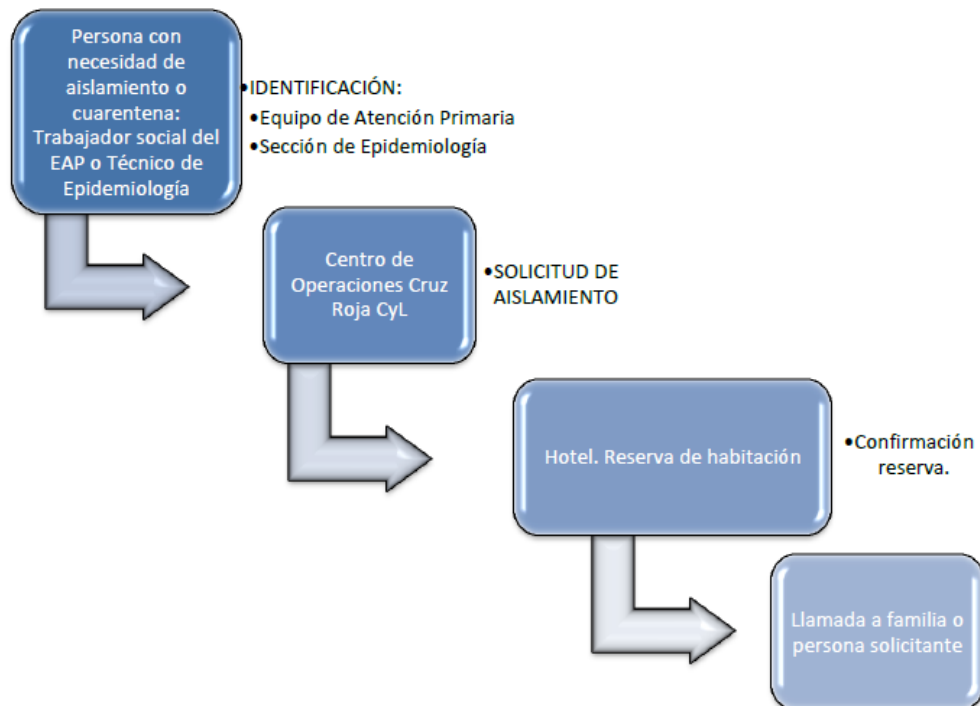 Persona con
necesidad de
aislamiento o
cuarentena:
Trabajador social del
EAP o Técnico de
Epidemiología
•IDENTIFICACIÓN:
•Equipo de Atención Primaria
•Sección de Epidemiología
Centro de
Operaciones Cruz
Roja CyL
•SOLICITUD DE
AISLAMIENTO
Hotel. Reserva de habitación
•Confirmación
reserva.
Llamada a familia o
persona solicitante